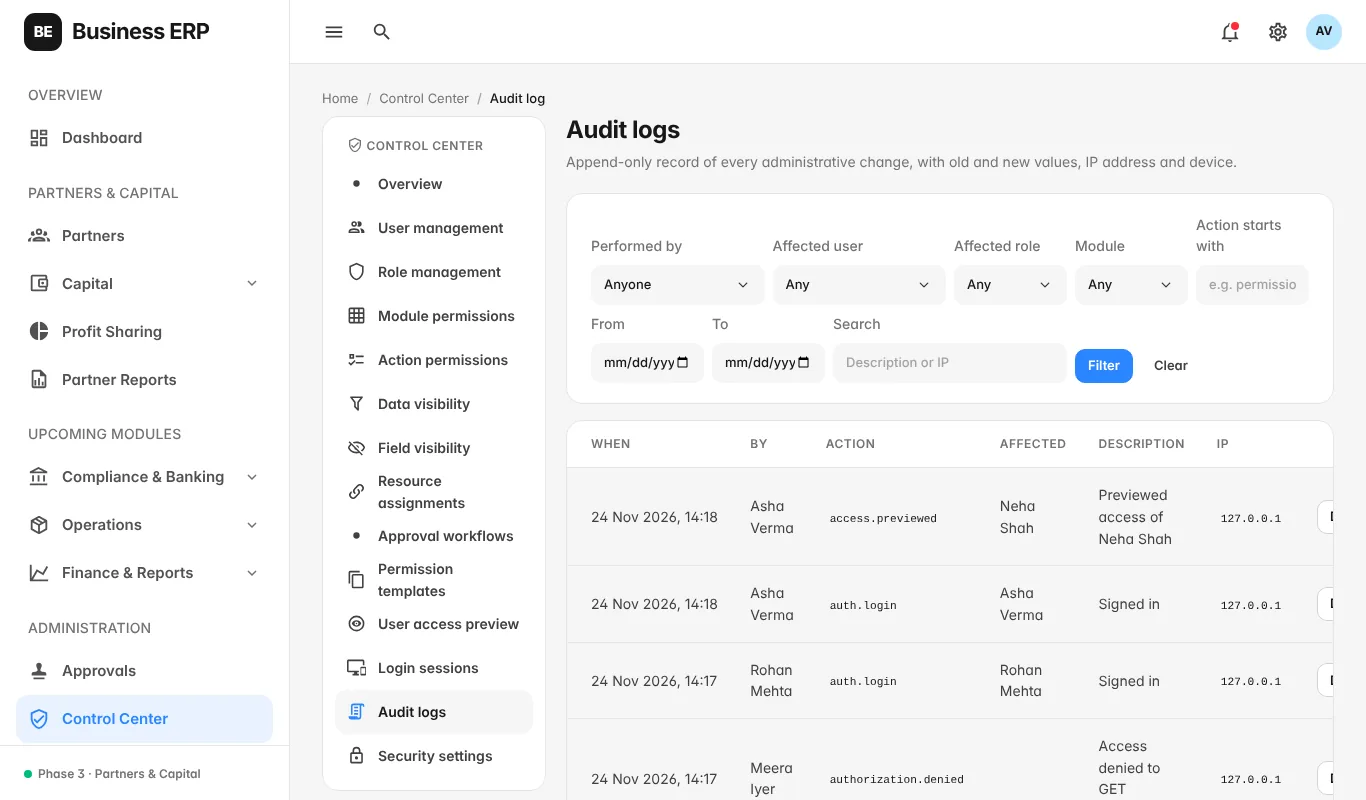 BE Business ERP
OVERVIEW
Dashboard
PARTNERS & CAPITAL
Partners
Capital
Profit Sharing
Partner Reports
UPCOMING MODULES
Compliance & Banking
Operations
Finance & Reports
ADMINISTRATION
Approvals
Control Center
Phase 3 · Partners & Capital
AV
Home / Control Center / Audit log
CONTROL CENTER
Overview
User management
Role management
Module permissions
Action permissions
Data visibility
Field visibility
Resource
assignments
Approval workflows
Permission
templates
User access preview
Login sessions
Audit logs
Security settings
Audit logs
Append-only record of every administrative change, with old and new values, IP address and device.
Performed by
Affected user
Affected role
Module
Action starts
with
Anyone
Any
Any
Any
e.g. permissio
From
To
Search
mm/dd/yyy
mm/dd/yyy
Description or IP
Filter
Clear
WHEN BY ACTION AFFECTED DESCRIPTION IP
24 Nov 2026, 14:18
Asha
Verma
access.previewed
Neha
Shah
Previewed
access of
Neha Shah
127.0.0.1
24 Nov 2026, 14:18
Asha
Verma
auth.login
Asha
Verma
Signed in
127.0.0.1
24 Nov 2026, 14:17
Rohan
Mehta
auth.login
Rohan
Mehta
Signed in
127.0.0.1
24 Nov 2026, 14:17
Meera
Iyer
authorization.denied
Access
denied to
GET
127.0.0.1